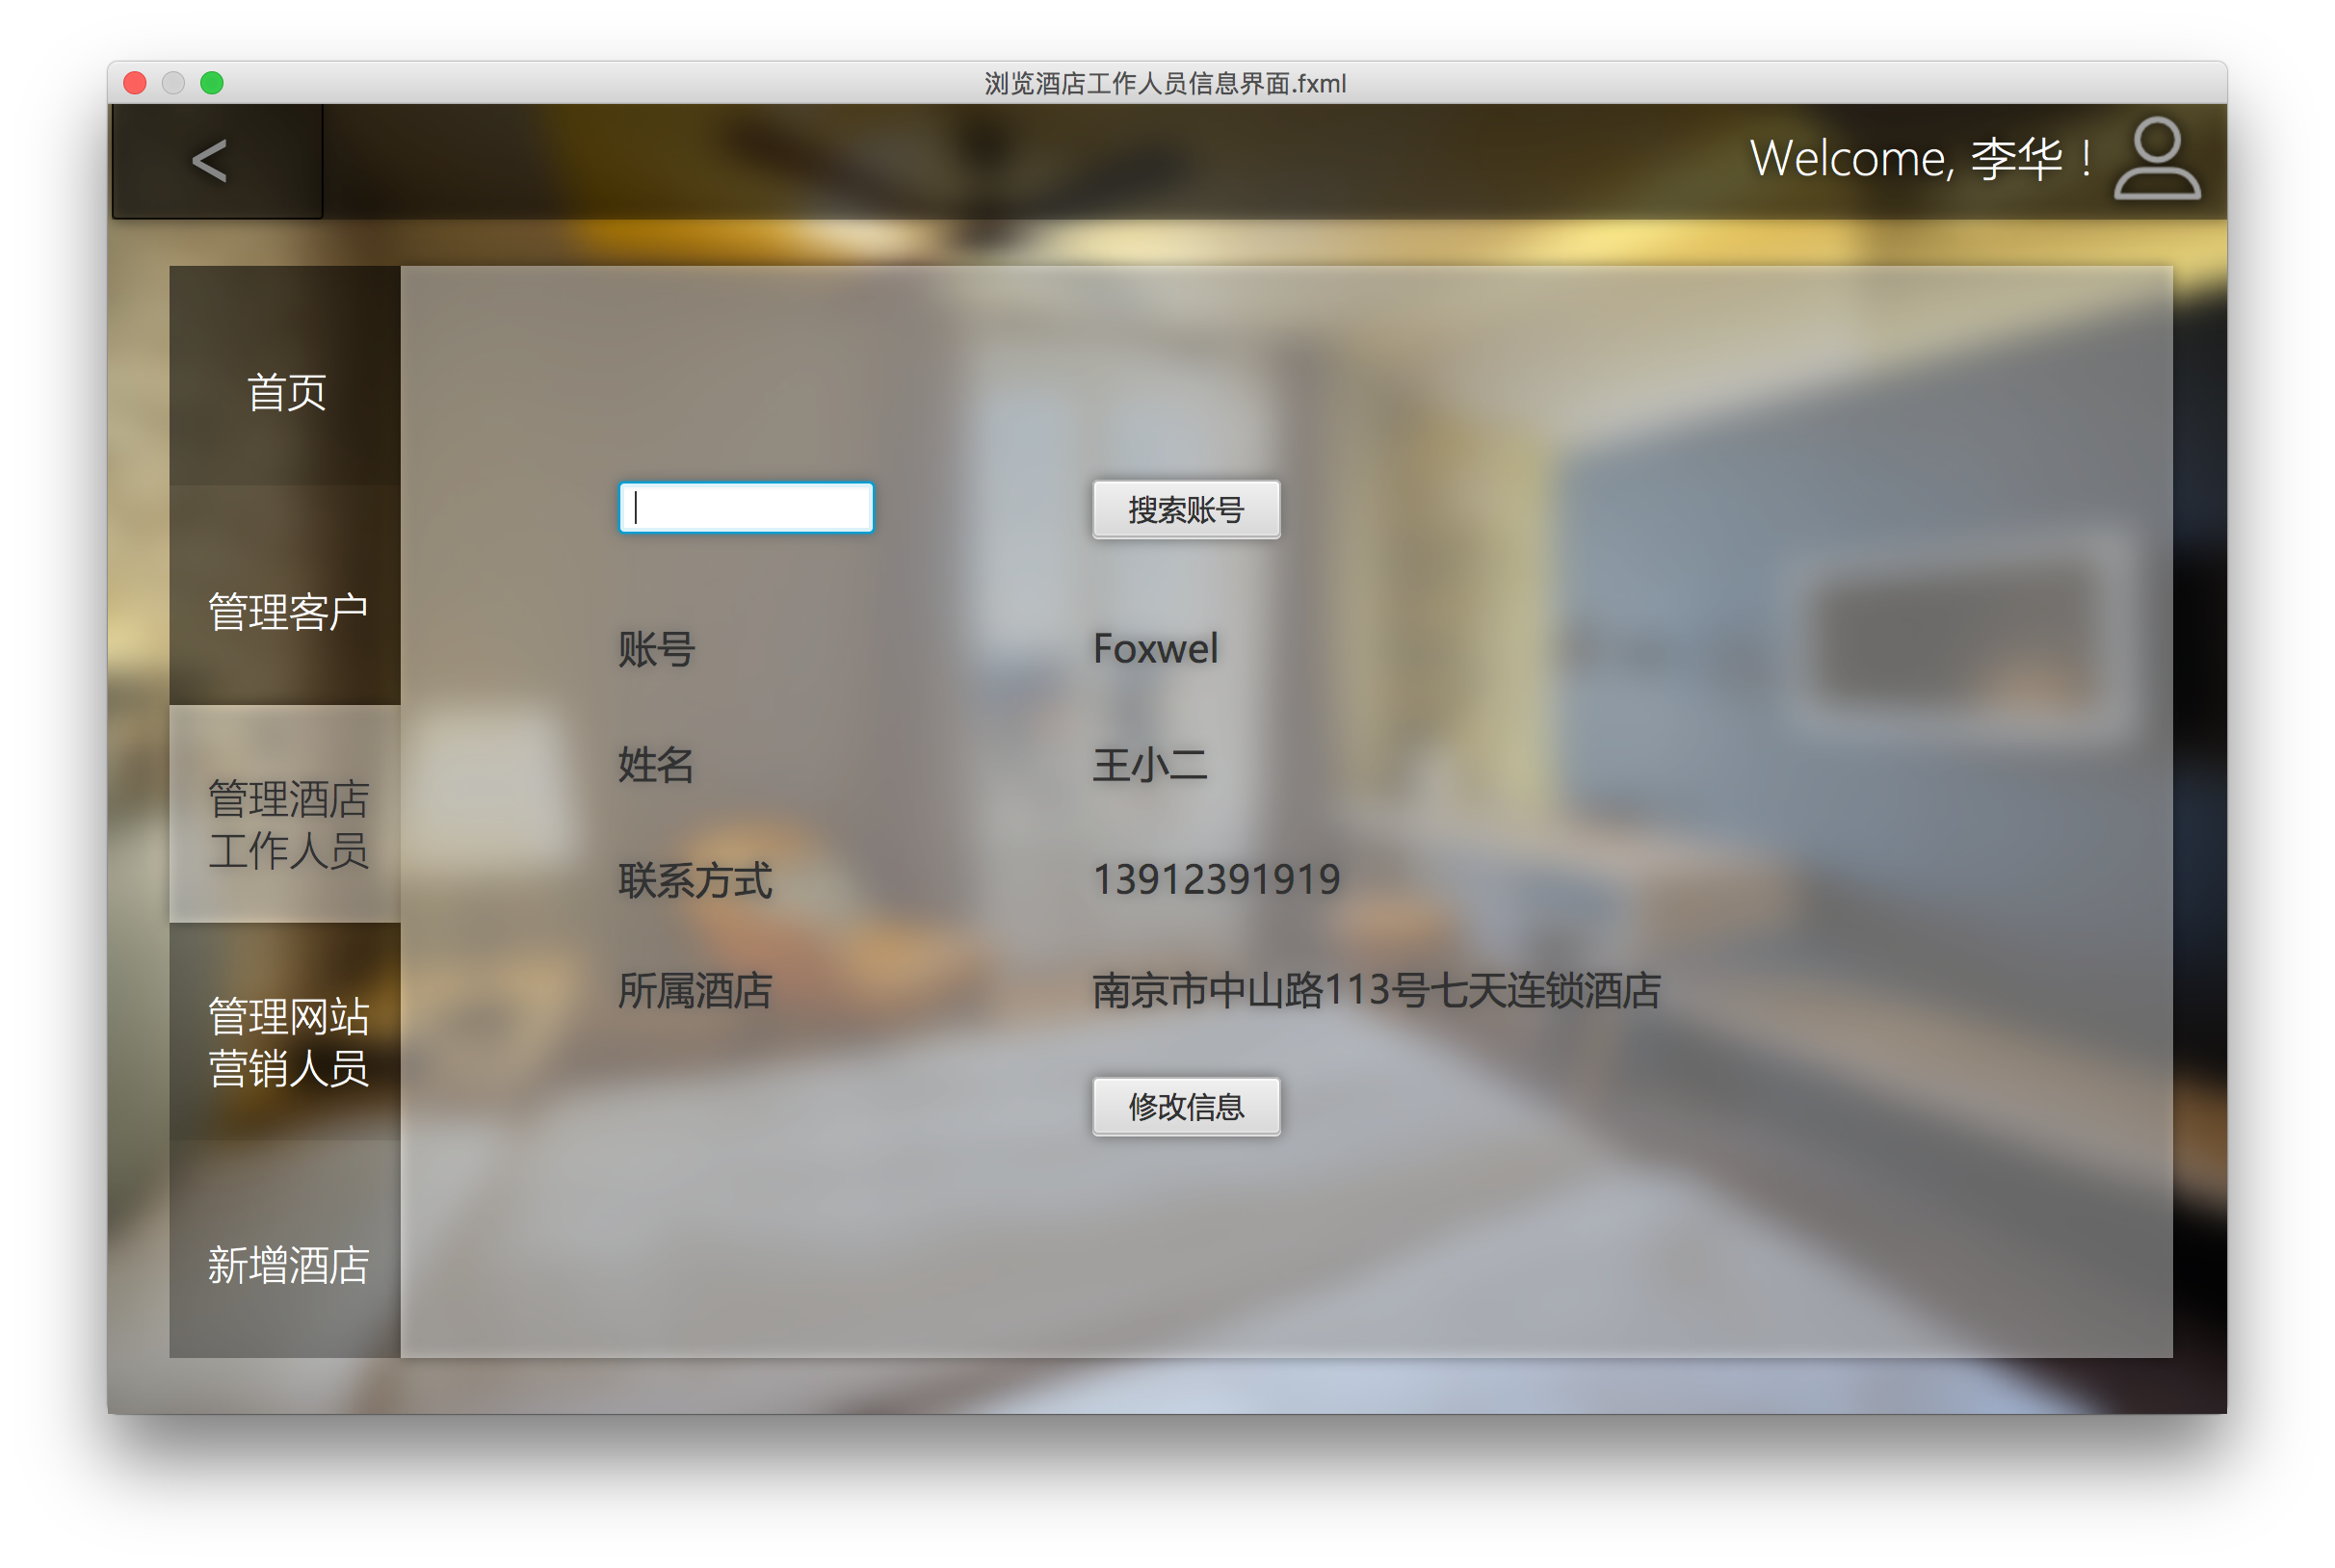 浏览酒店工作人员信息界面.fxml
<
Welcome, 李华！
首页
管理客户
管理酒店
工作人员
管理网站
营销人员
新增酒店
搜索账号
账号 Foxwel
姓名 王小二
联系方式 13912391919
所属酒店 南京市中山路113号七天连锁酒店
修改信息